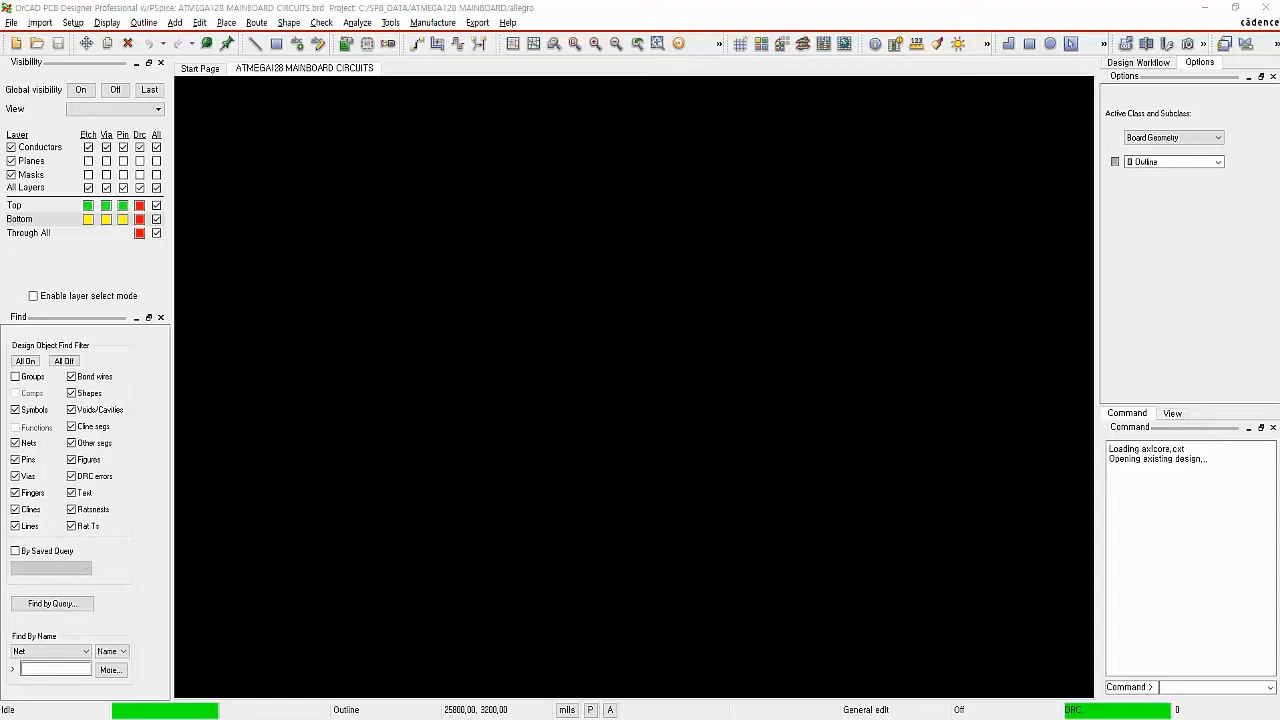 OrCAD PCB Designer Professional w/PSpice: ATMEGA128 MAINBOARD CIRCUITS.brd Project: C:/SPB_DATA/ATMEGA128 MAINBOARD/allegro
File Import Setup Display Outline Add Edit Place Route Shape Check Analyze Tools Manufacture Export Help
cādence
Visibility
Global visibility On Off Last
View
Layer Etch Via Pin Drc All
Conductors
Planes
Masks
All Layers
Top
Bottom
Through All
Enable layer select mode
Find
Design Object Find Filter
All On All Off
Groups Bond wires
Comps Shapes
Symbols Voids/Cavities
Functions Cline segs
Nets Other segs
Pins Figures
Vias DRC errors
Fingers Text
Clines Ratsnests
Lines Rat Ts
By Saved Query
Find by Query...
Find By Name
Net Name
> More...
Start Page ATMEGA128 MAINBOARD CIRCUITS
Design Workflow Options
Options
Active Class and Subclass:
Board Geometry
Outline
Command View
Command
Loading axlcore.cxt
Opening existing design...
Command >
Idle Outline 25800,00, 3200,00 mils P A General edit Off DRC 0